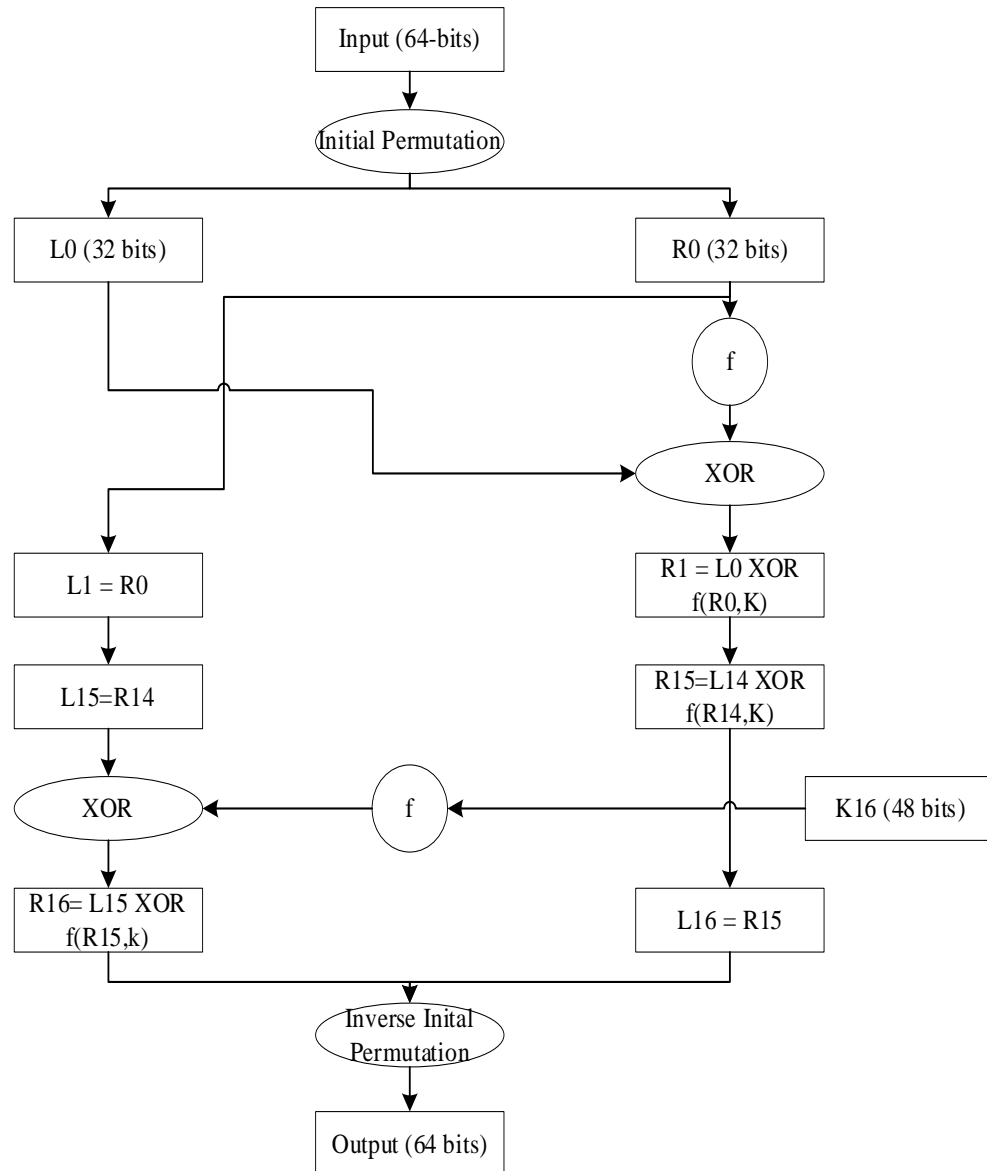 Input (64-bits)
Initial Permutation
L0 (32 bits)
R0 (32 bits)
f
XOR
L1 = R0
R1 = L0 XOR
f(R0,K)
L15=R14
R15=L14 XOR
f(R14,K)
XOR
f
K16 (48 bits)
R16= L15 XOR
f(R15,k)
L16 = R15
Inverse Inital
Permutation
Output (64 bits)